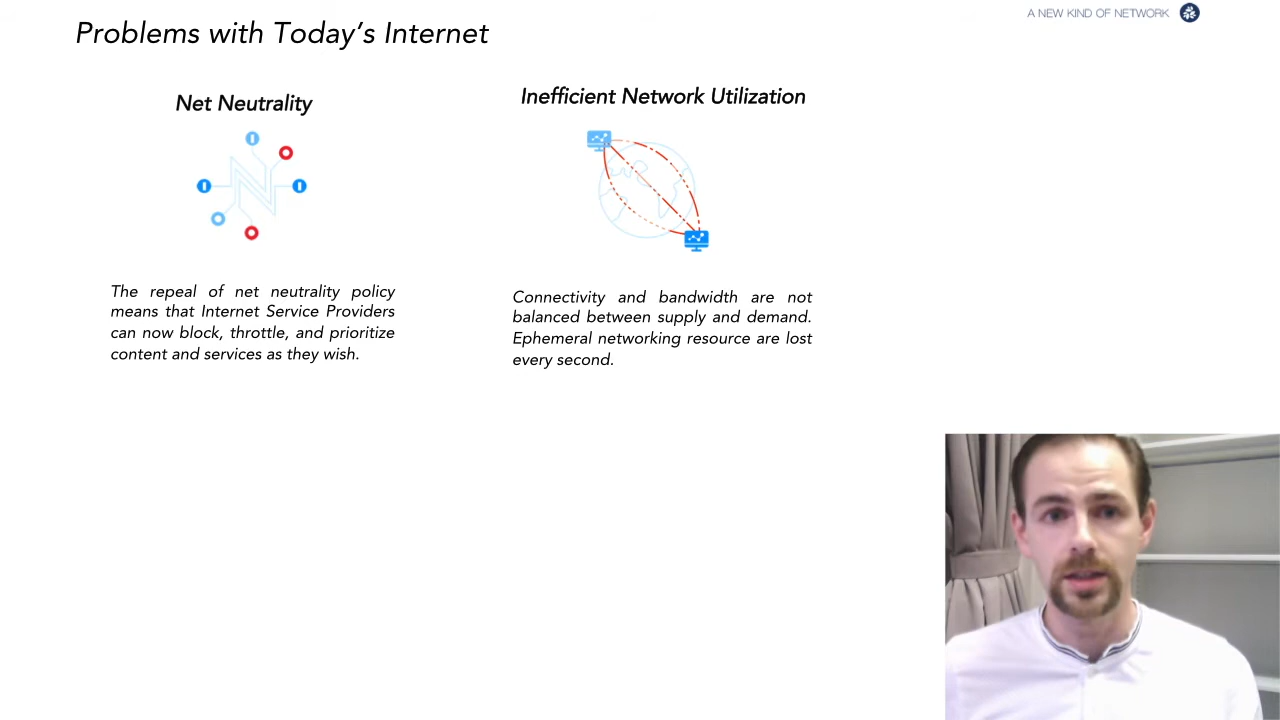 Problems with Today's Internet
A NEW KIND OF NETWORK
Net Neutrality
The repeal of net neutrality policy
means that Internet Service Providers
can now block, throttle, and prioritize
content and services as they wish.
Inefficient Network Utilization
Connectivity and bandwidth are not
balanced between supply and demand.
Ephemeral networking resource are lost
every second.